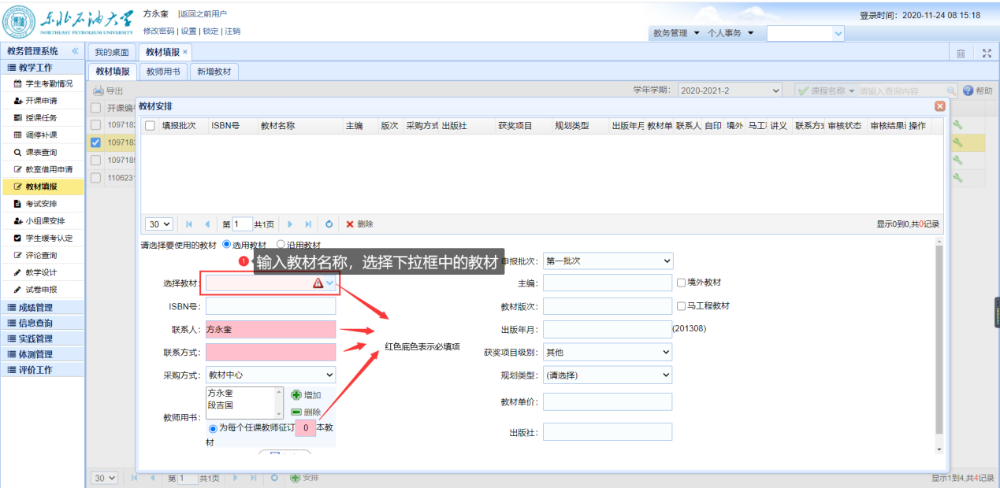 东北石油大学
NORTHEAST PETROLEUM UNIVERSITY
方永奎 |返回之前用户
修改密码 | 设置 | 锁定 | 注销
登录时间: 2020-11-24 08:15:18
教务管理 个人事务
教务管理系统
我的桌面 教材填报 ×
教学工作
教材填报 教师用书 新增教材
学生考勤情况
开课申请
授课任务
调停补课
课表查询
教室借用申请
教材填报
考试安排
小组课安排
学生缓考认定
评论查询
教学设计
试卷申报
成绩管理
信息查询
实践管理
体测管理
评价工作
导出
学年学期: 2020-2021-2 课程名称 请输入查询内容 帮助
开课编
109718
109718
109718
110623
教材安排
填报批次 ISBN号 教材名称 主编 版次 采购方式 出版社 获奖项目 规划类型 出版年月 教材单 联系人 自印 境外 马工 讲义 联系方 审核状态 审核结果 操作
30 第 1 共1页 删除 显示0到0,共0记录
请选择要使用的教材 选用教材 沿用教材
1 输入教材名称，选择下拉框中的教材
申报批次: 第一批次
选择教材:
主编: 境外教材
ISBN号:
教材版次: 马工程教材
联系人: 方永奎
出版年月: (201308)
红色底色表示必填项
联系方式:
获奖项目级别: 其他
采购方式: 教材中心
规划类型: (请选择)
教师用书:
方永奎
段吉国
增加
删除
教材单价:
为每个任课教师征订 0 本教
材
出版社:
30 第 1 共1页 安排 显示1到4,共4记录